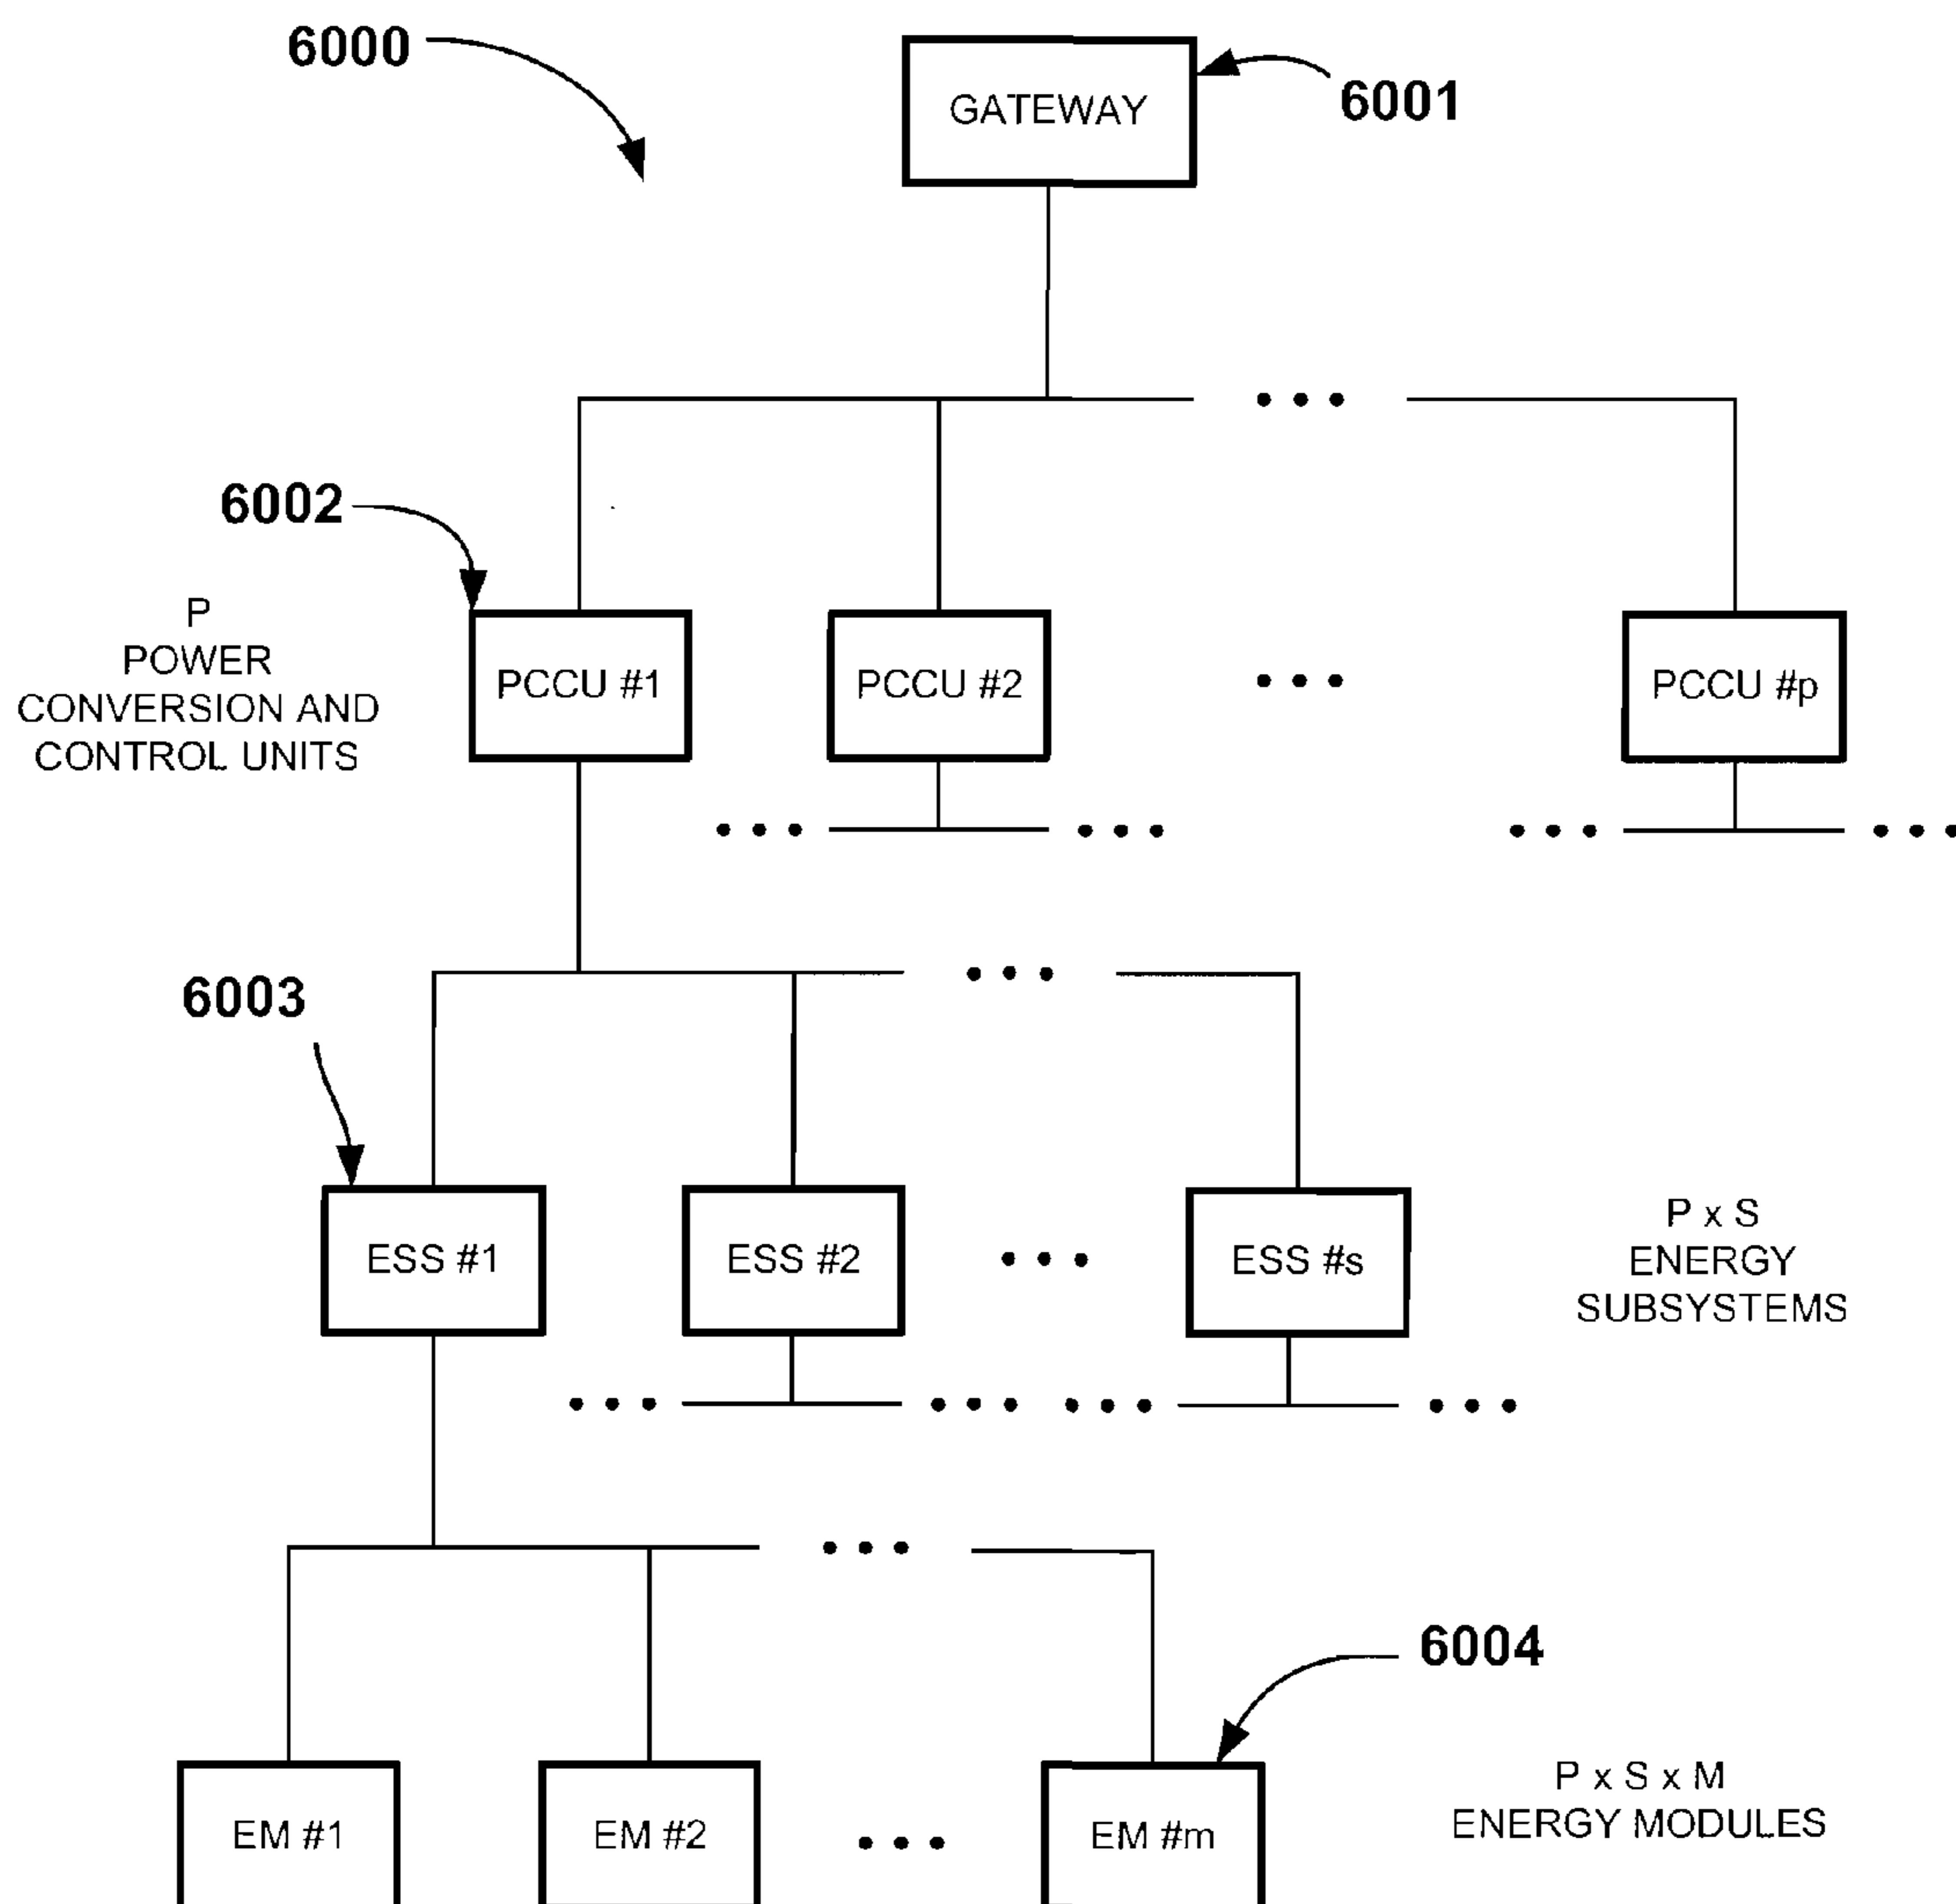 6000
GATEWAY
6001
6002
P
POWER
CONVERSION AND
CONTROL UNITS
PCCU #1
PCCU #2
PCCU #p
6003
ESS #1
ESS #2
ESS #s
P x S
ENERGY
SUBSYSTEMS
6004
EM #1
EM #2
EM #m
P x S x M
ENERGY MODULES